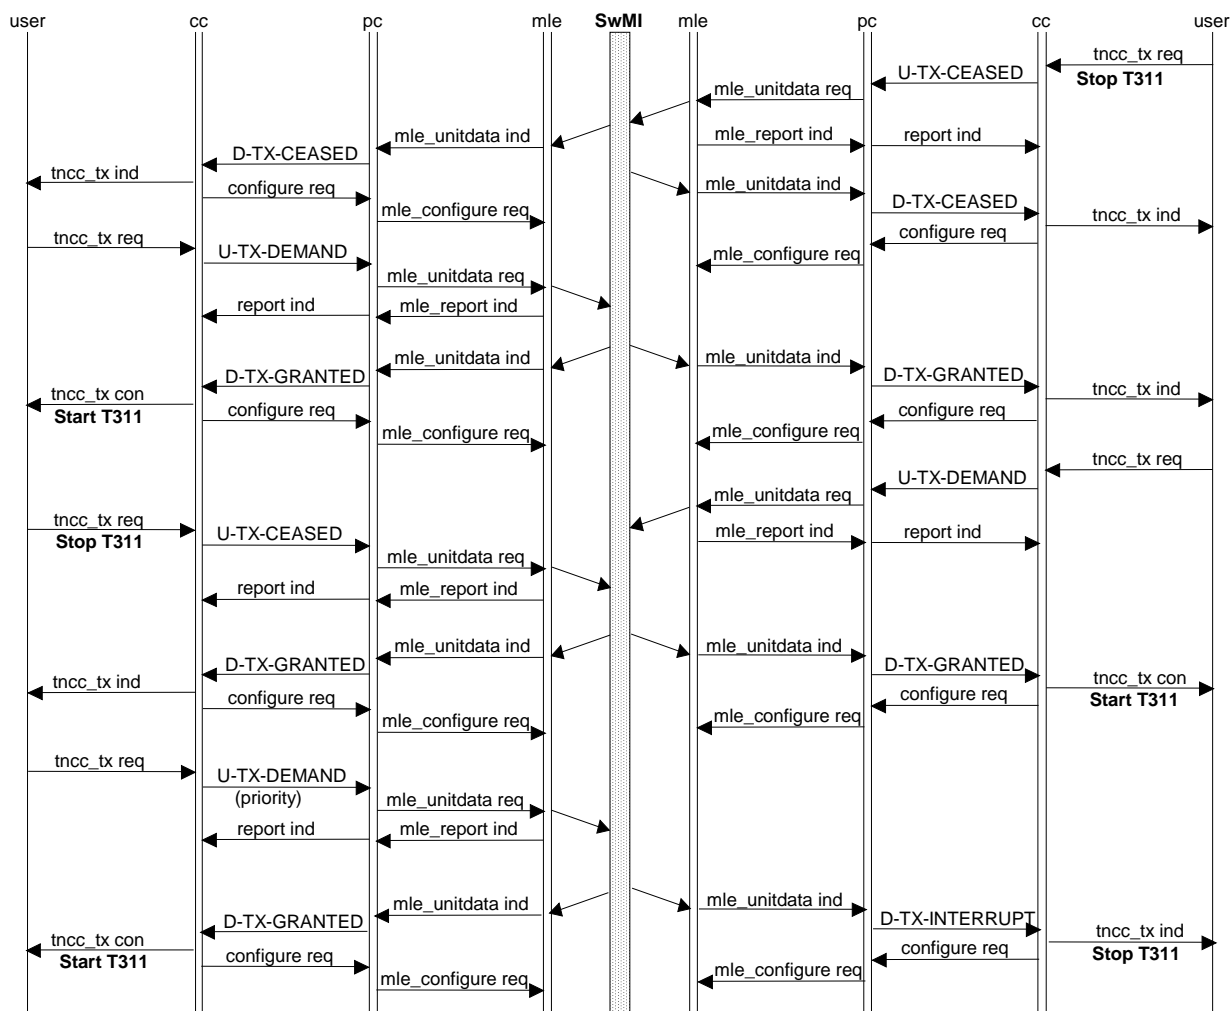 user cc pc mle SwMI mle pc cc user
tncc_tx req
U-TX-CEASED
Stop T311
mle_unitdata req
mle_unitdata ind
mle_report ind
report ind
D-TX-CEASED
tncc_tx ind
configure req
mle_unitdata ind
D-TX-CEASED
mle_configure req
tncc_tx ind
configure req
tncc_tx req
U-TX-DEMAND
mle_configure req
mle_unitdata req
report ind
mle_report ind
mle_unitdata ind
mle_unitdata ind
D-TX-GRANTED
D-TX-GRANTED
tncc_tx con
Start T311
configure req
tncc_tx ind
configure req
mle_configure req
mle_configure req
tncc_tx req
U-TX-DEMAND
mle_unitdata req
tncc_tx req
Stop T311
U-TX-CEASED
mle_report ind
report ind
mle_unitdata req
report ind
mle_report ind
mle_unitdata ind
mle_unitdata ind
D-TX-GRANTED
D-TX-GRANTED
tncc_tx ind
configure req
tncc_tx con
Start T311
configure req
mle_configure req
mle_configure req
tncc_tx req
U-TX-DEMAND
(priority)
mle_unitdata req
report ind
mle_report ind
mle_unitdata ind
mle_unitdata ind
D-TX-GRANTED
D-TX-INTERRUPT
tncc_tx con
Start T311
configure req
tncc_tx ind
Stop T311
configure req
mle_configure req
mle_configure req